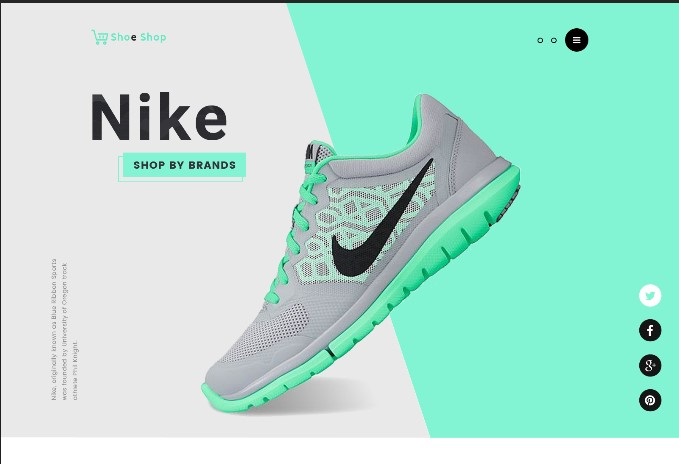 Shoe Shop
Nike
SHOP BY BRANDS
Nike, originally known as Blue Ribbon Sports
was founded by University of Oregon track
athlete Phil Knight.
f
g+